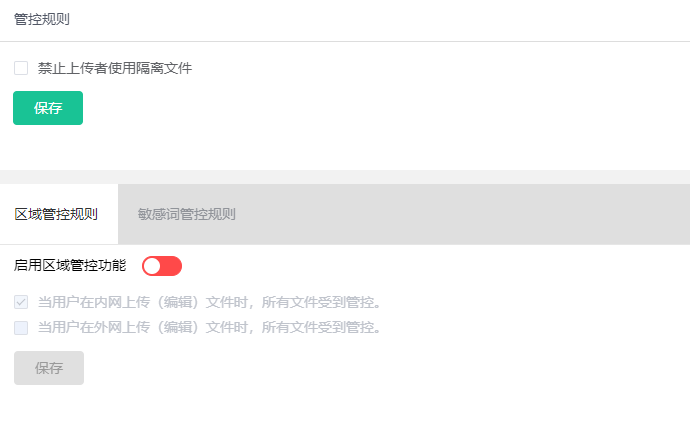 管控规则
禁止上传者使用隔离文件
保存
区域管控规则 敏感词管控规则
启用区域管控功能
当用户在内网上传（编辑）文件时，所有文件受到管控。
当用户在外网上传（编辑）文件时，所有文件受到管控。
保存